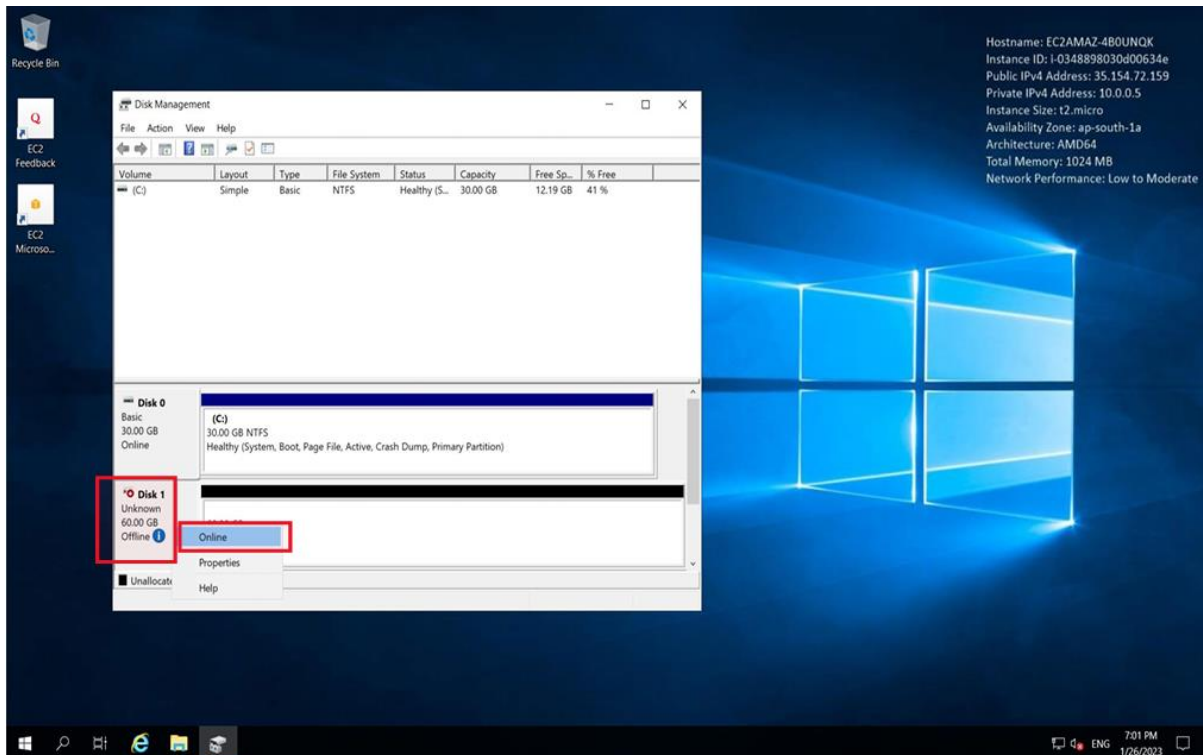 Recycle Bin
EC2
Feedback
EC2
Microso...
Hostname: EC2AMAZ-4B0UNQK
Instance ID: i-0348898030d00634e
Public IPv4 Address: 35.154.72.159
Private IPv4 Address: 10.0.0.5
Instance Size: t2.micro
Availability Zone: ap-south-1a
Architecture: AMD64
Total Memory: 1024 MB
Network Performance: Low to Moderate
Disk Management
File Action View Help
Volume Layout Type File System Status Capacity Free Sp... % Free
(C:) Simple Basic NTFS Healthy (S... 30.00 GB 12.19 GB 41 %
Disk 0
Basic
30.00 GB
Online
(C:)
30.00 GB NTFS
Healthy (System, Boot, Page File, Active, Crash Dump, Primary Partition)
Disk 1
Unknown
60.00 GB
Offline
Online
Properties
Help
Unallocate
ENG
7:01 PM
1/26/2023